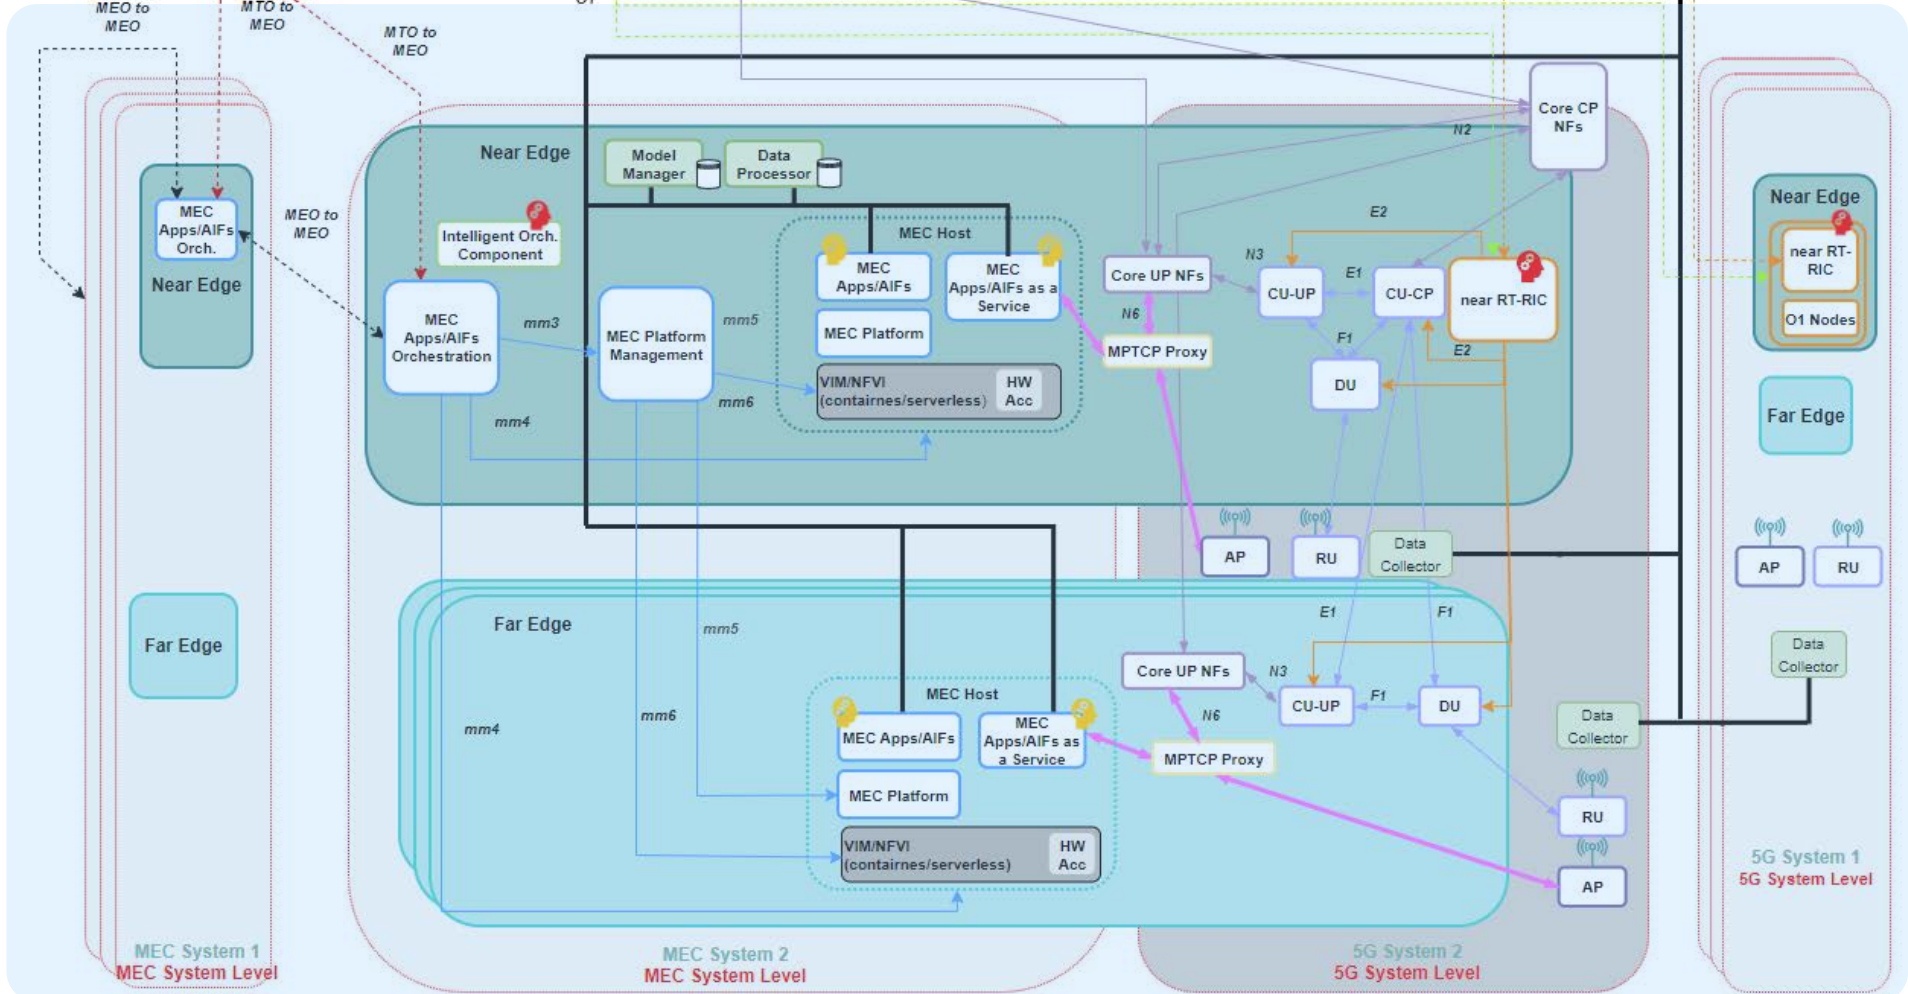 MEO to
MEO
MTO to
MEO
MTO to
MEO
Near Edge
Model
Manager
Data
Processor
Intelligent Orch.
Component
MEO to
MEO
MEC
Apps/AIFs
Orch.
Near Edge
MEC
Apps/AIFs
Orchestration
mm3
MEC Platform
Management
mm5
mm6
mm4
MEC Host
MEC
Apps/AIFs
MEC
Apps/AIFs as a
Service
MEC Platform
VIM/NFVI
(contairnes/serverless)
HW
Acc
Core CP
NFs
N2
E2
Core UP NFs
N3
N6
MPTCP Proxy
CU-UP
E1
CU-CP
near RT-RIC
F1
E2
DU
AP
RU
Data
Collector
Near Edge
near RT-
RIC
O1 Nodes
Far Edge
AP
RU
Data
Collector
Far Edge
Far Edge
mm5
mm4
mm6
MEC Host
MEC Apps/AIFs
MEC
Apps/AIFs as
a Service
MEC Platform
VIM/NFVI
(contairnes/serverless)
HW
Acc
E1
F1
Core UP NFs
N3
N6
CU-UP
F1
DU
MPTCP Proxy
Data
Collector
RU
AP
MEC System 1
MEC System Level
MEC System 2
MEC System Level
5G System 2
5G System Level
5G System 1
5G System Level